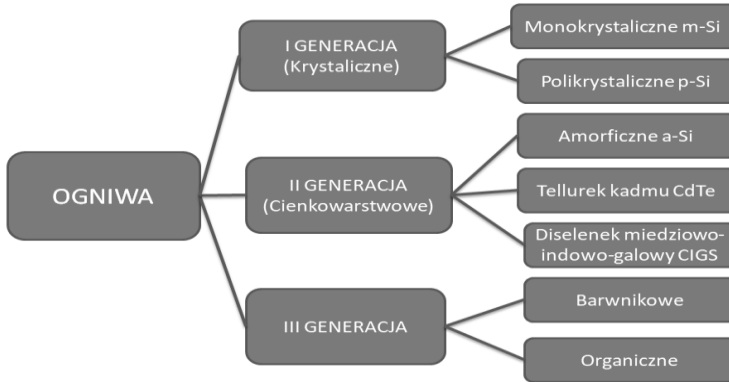 OGNIWA
I GENERACJA
(Krystaliczne)
Monokrystaliczne m-Si
Polikrystaliczne p-Si
II GENERACJA
(Cienkowarstwowe)
Amorficzne a-Si
Tellurek kadmu CdTe
Diselenek miedziowo-
indowo-galowy CIGS
III GENERACJA
Barwnikowe
Organiczne